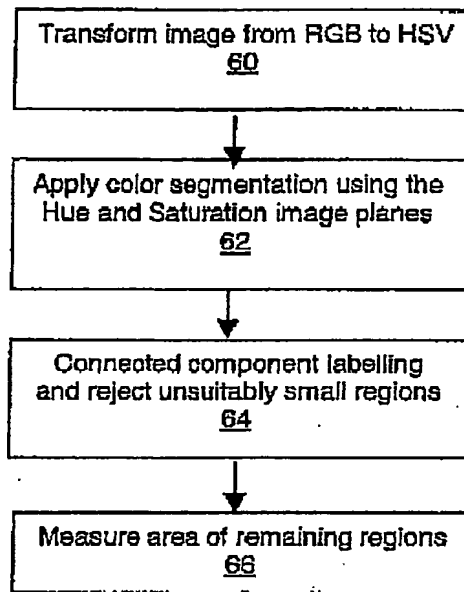 Transform image from RGB to HSV
60
Apply color segmentation using the
Hue and Saturation image planes
62
Connected component labelling
and reject unsuitably small regions
64
Measure area of remaining regions
66